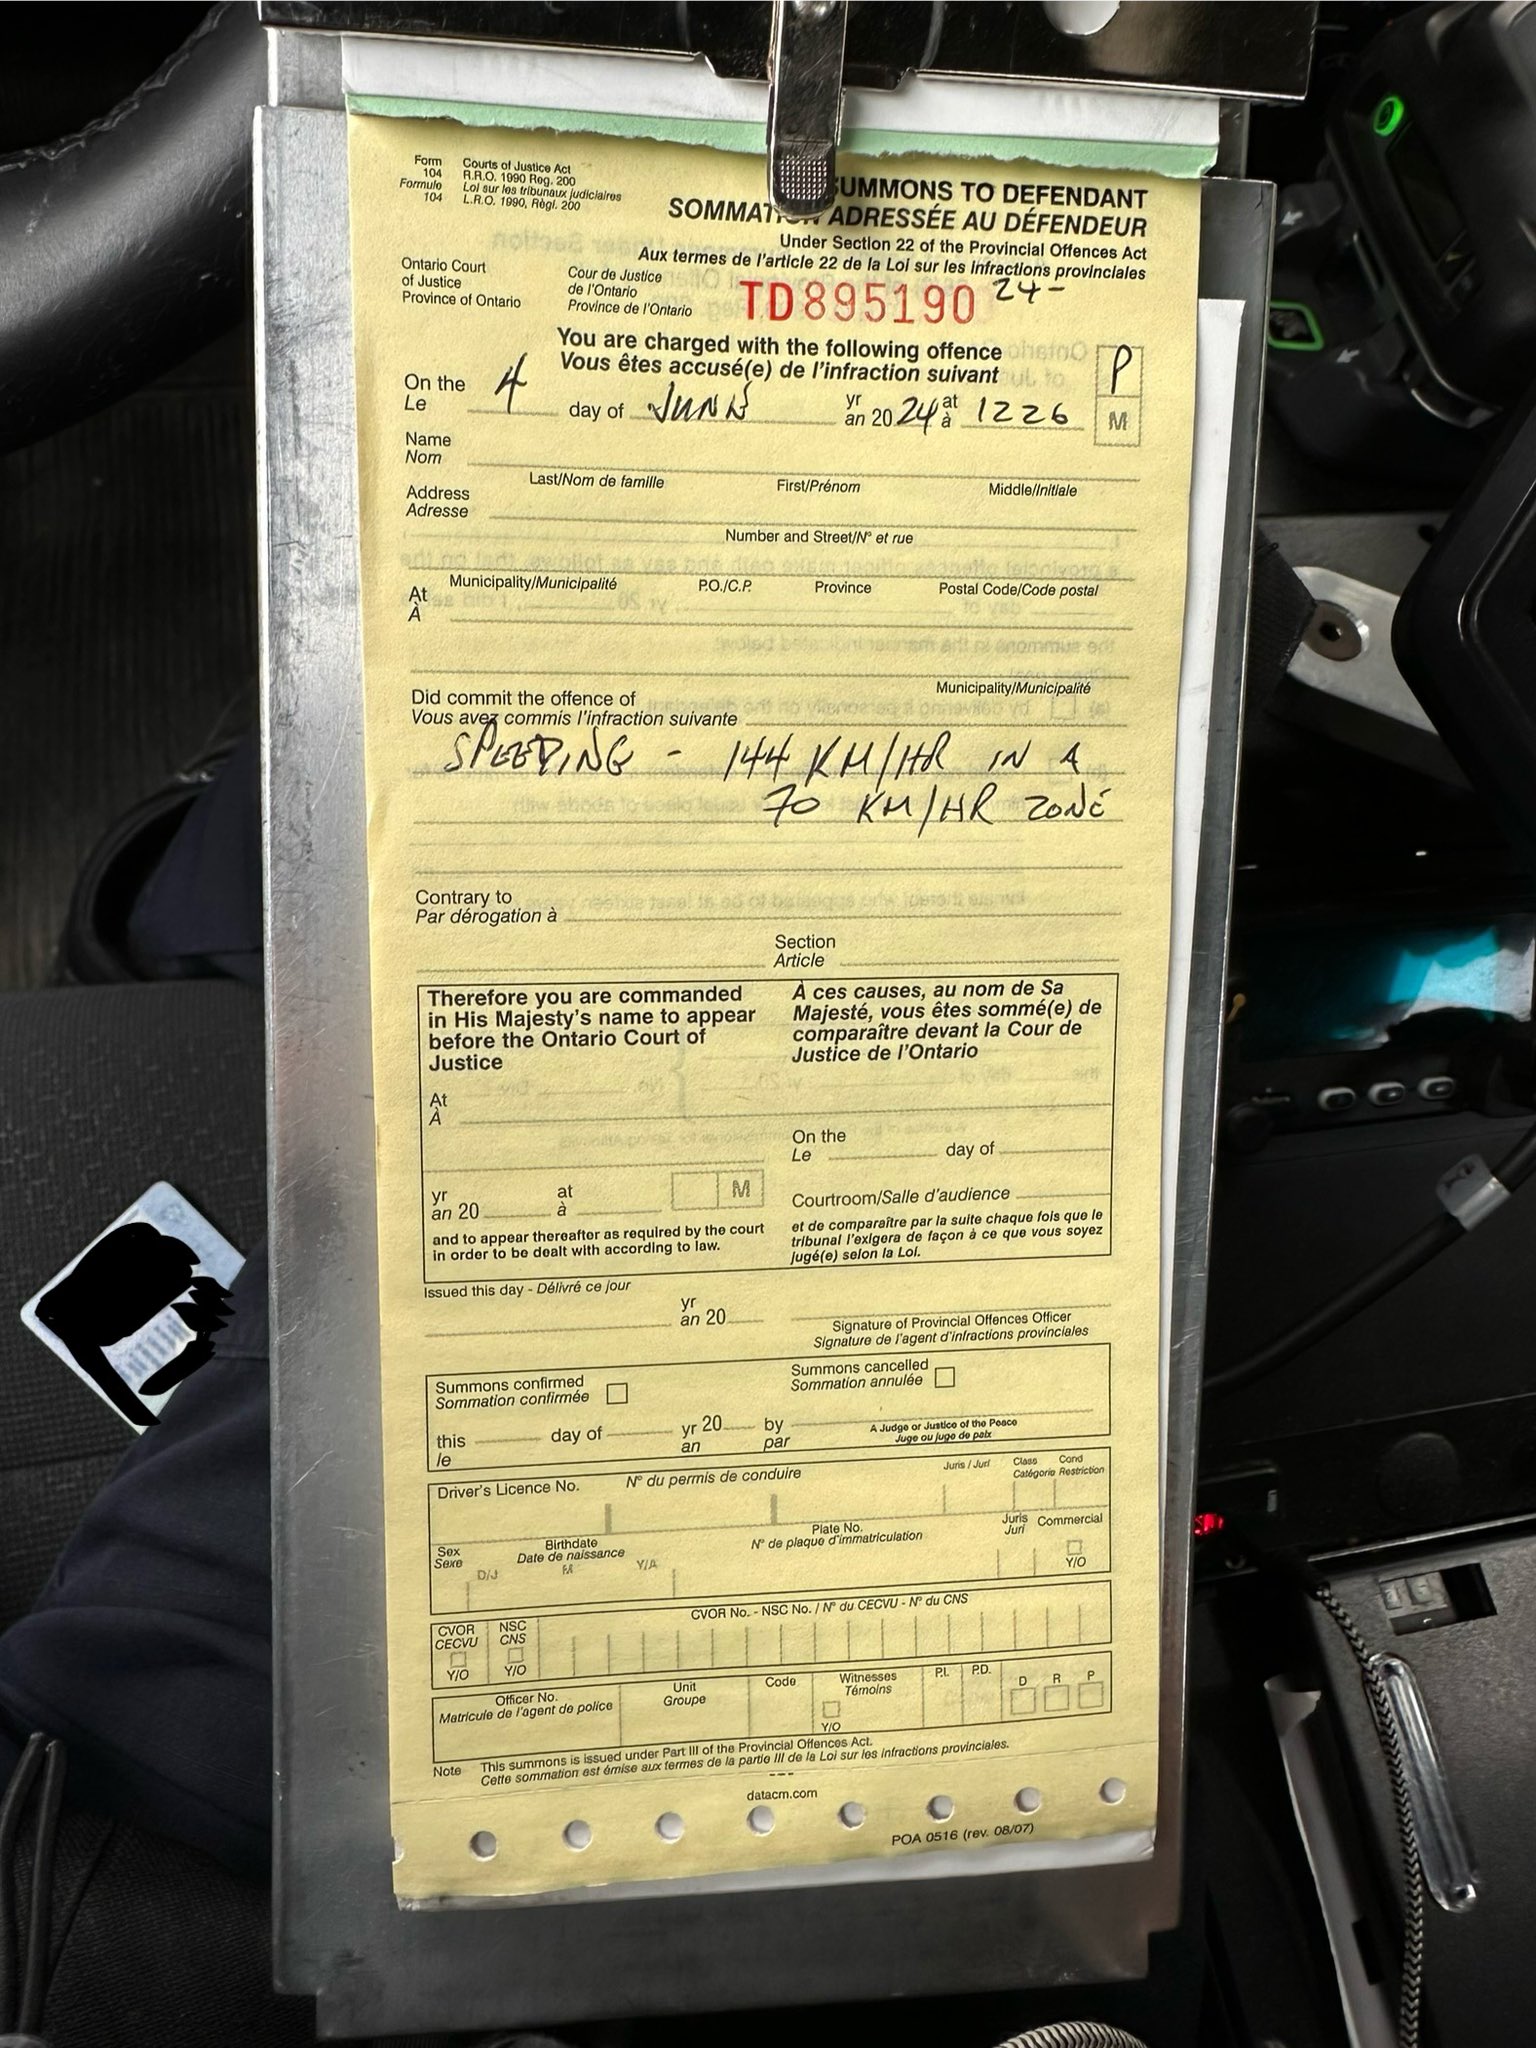 Form Courts of Justice Act
104 R.R.O. 1990 Reg. 200
Formule Loi sur les tribunaux judiciaires
104 L.R.O. 1990, Règl. 200
SUMMONS TO DEFENDANT
ADRESSÉE AU DÉFENDEUR
Under Section 22 of the Provincial Offences Act
Aux termes de l'article 22 de la Loi sur les infractions provinciales
Ontario Court Cour de Justice
of Justice de l'Ontario
Province of Ontario Province de l'Ontario
TD895190 24-
You are charged with the following offence
Vous êtes accusé(e) de l'infraction suivant
P
M
On the 4 day of JUNE yr 2024 at 1226
Le an 20 à
Name
Nom
Last/Nom de famille First/Prénom Middle/Initiale
Address
Adresse
Number and Street/N° et rue
Municipality/Municipalité P.O./C.P. Province Postal Code/Code postal
At
À
Municipality/Municipalité
Did commit the offence of
Vous avez commis l'infraction suivante
SPEEDING - 144 KM/HR IN A
70 KM/HR ZONE
Contrary to
Par dérogation à
Section
Article
Therefore you are commanded
in His Majesty's name to appear
before the Ontario Court of
Justice
À ces causes, au nom de Sa
Majesté, vous êtes sommé(e) de
comparaître devant la Cour de
Justice de l'Ontario
At
À
On the day of
Le
yr at M
an 20 à
Courtroom/Salle d'audience
and to appear thereafter as required by the court
in order to be dealt with according to law.
et de comparaître par la suite chaque fois que le
tribunal l'exigera de façon à ce que vous soyez
jugé(e) selon la Loi.
Issued this day - Délivré ce jour
yr
an 20
Signature of Provincial Offences Officer
Signature de l'agent d'infractions provinciales
Summons confirmed
Sommation confirmée
Summons cancelled
Sommation annulée
this day of yr 20 by
le an par
A Judge or Justice of the Peace
Juge ou juge de paix
Driver's Licence No. N° du permis de conduire Juris / Juri Class Cond
Catégorie Restriction
Sex Birthdate Plate No. Juris Commercial
Sexe Date de naissance N° de plaque d'immatriculation Juri
D/J M Y/A Y/O
CVOR NSC CVOR No. - NSC No. / N° du CECVU - N° du CNS
CECVU CNS
Y/O Y/O
Officer No. Unit Code Witnesses P.I. P.D. D R P
Matricule de l'agent de police Groupe Témoins
Y/O
Note This summons is issued under Part III of the Provincial Offences Act.
Cette sommation est émise aux termes de la partie III de la Loi sur les infractions provinciales.
datacm.com
POA 0516 (rev. 08/07)